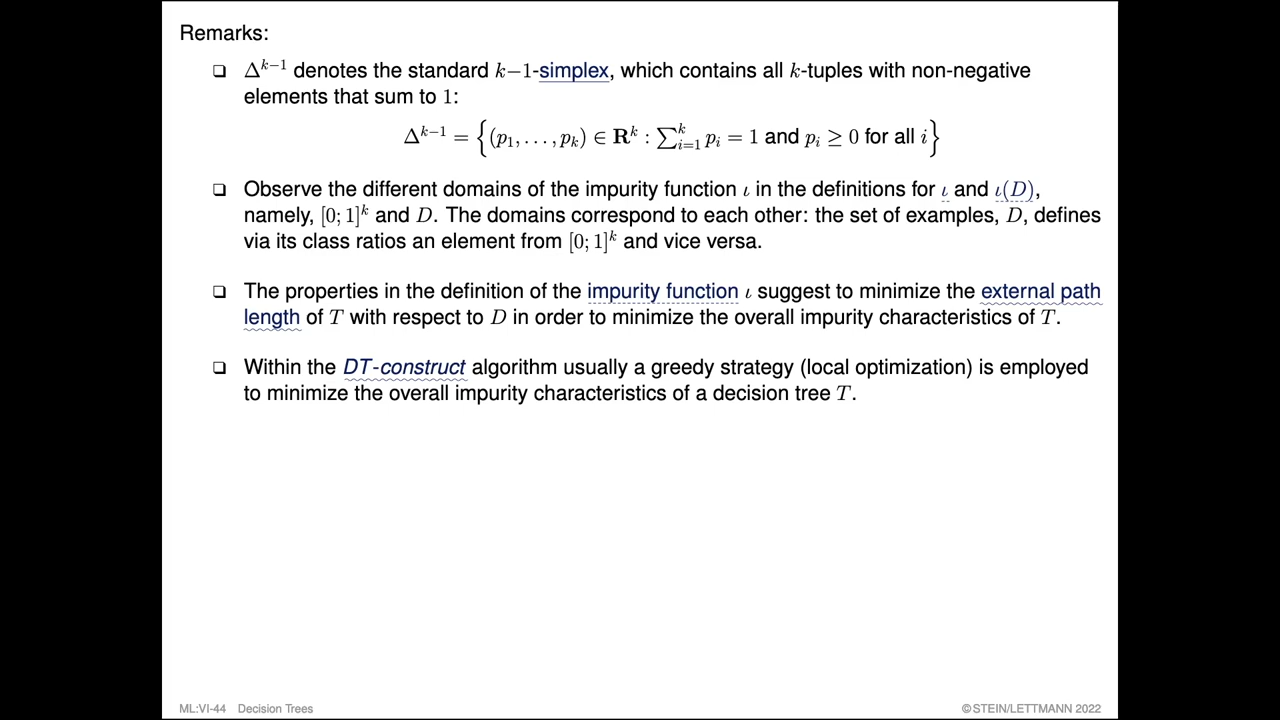 Remarks:
❑ Δ^{k−1} denotes the standard k−1-simplex, which contains all k-tuples with non-negative
elements that sum to 1:
Δ^{k−1} = {(p₁, . . . , pₖ) ∈ R^k : ∑_{i=1}^{k} pᵢ = 1 and pᵢ ≥ 0 for all i}
❑ Observe the different domains of the impurity function ι in the definitions for ι and ι(D),
namely, [0; 1]^k and D. The domains correspond to each other: the set of examples, D, defines
via its class ratios an element from [0; 1]^k and vice versa.
❑ The properties in the definition of the impurity function ι suggest to minimize the external path
length of T with respect to D in order to minimize the overall impurity characteristics of T.
❑ Within the DT-construct algorithm usually a greedy strategy (local optimization) is employed
to minimize the overall impurity characteristics of a decision tree T.
ML:VI-44 Decision Trees
©STEIN/LETTMANN 2022